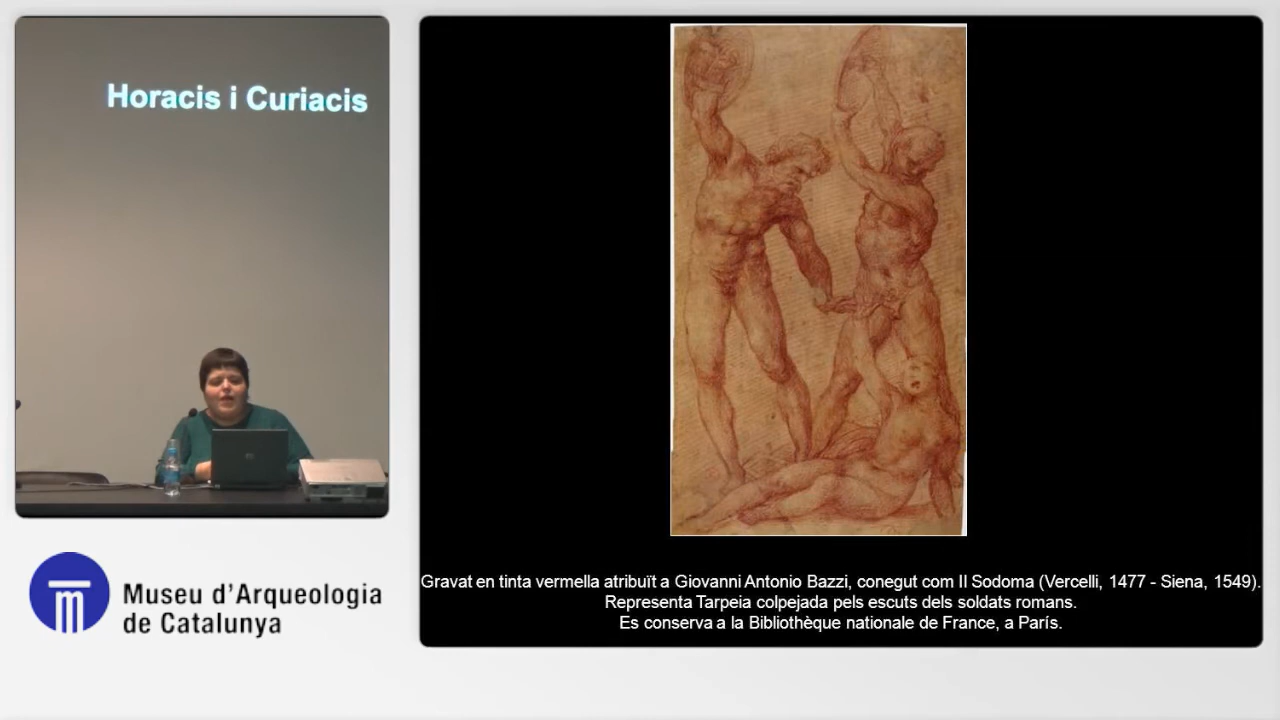 Horacis i Curiacis
Museu d'Arqueologia
de Catalunya
Gravat en tinta vermella atribuït a Giovanni Antonio Bazzi, conegut com Il Sodoma (Vercelli, 1477 - Siena, 1549).
Representa Tarpeia colpejada pels escuts dels soldats romans.
Es conserva a la Bibliothèque nationale de France, a París.